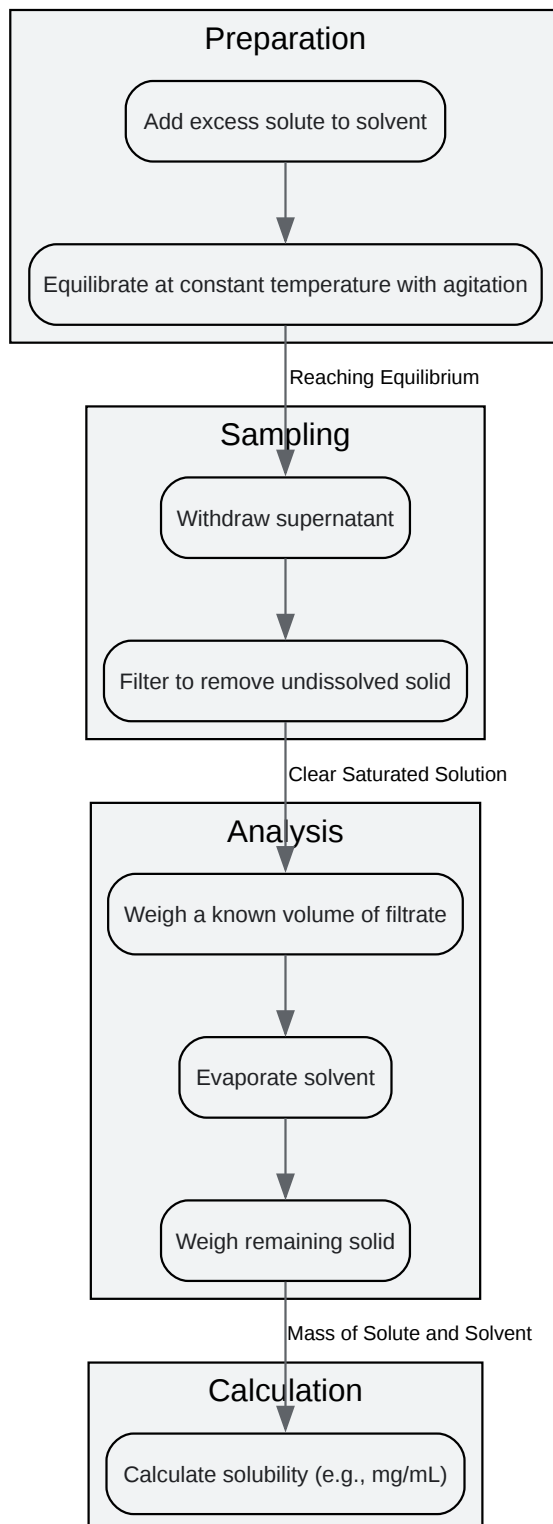 Preparation
Add excess solute to solvent
Equilibrate at constant temperature with agitation
Reaching Equilibrium
Sampling
Withdraw supernatant
Filter to remove undissolved solid
Clear Saturated Solution
Analysis
Weigh a known volume of filtrate
Evaporate solvent
Weigh remaining solid
Mass of Solute and Solvent
Calculation
Calculate solubility (e.g., mg/mL)